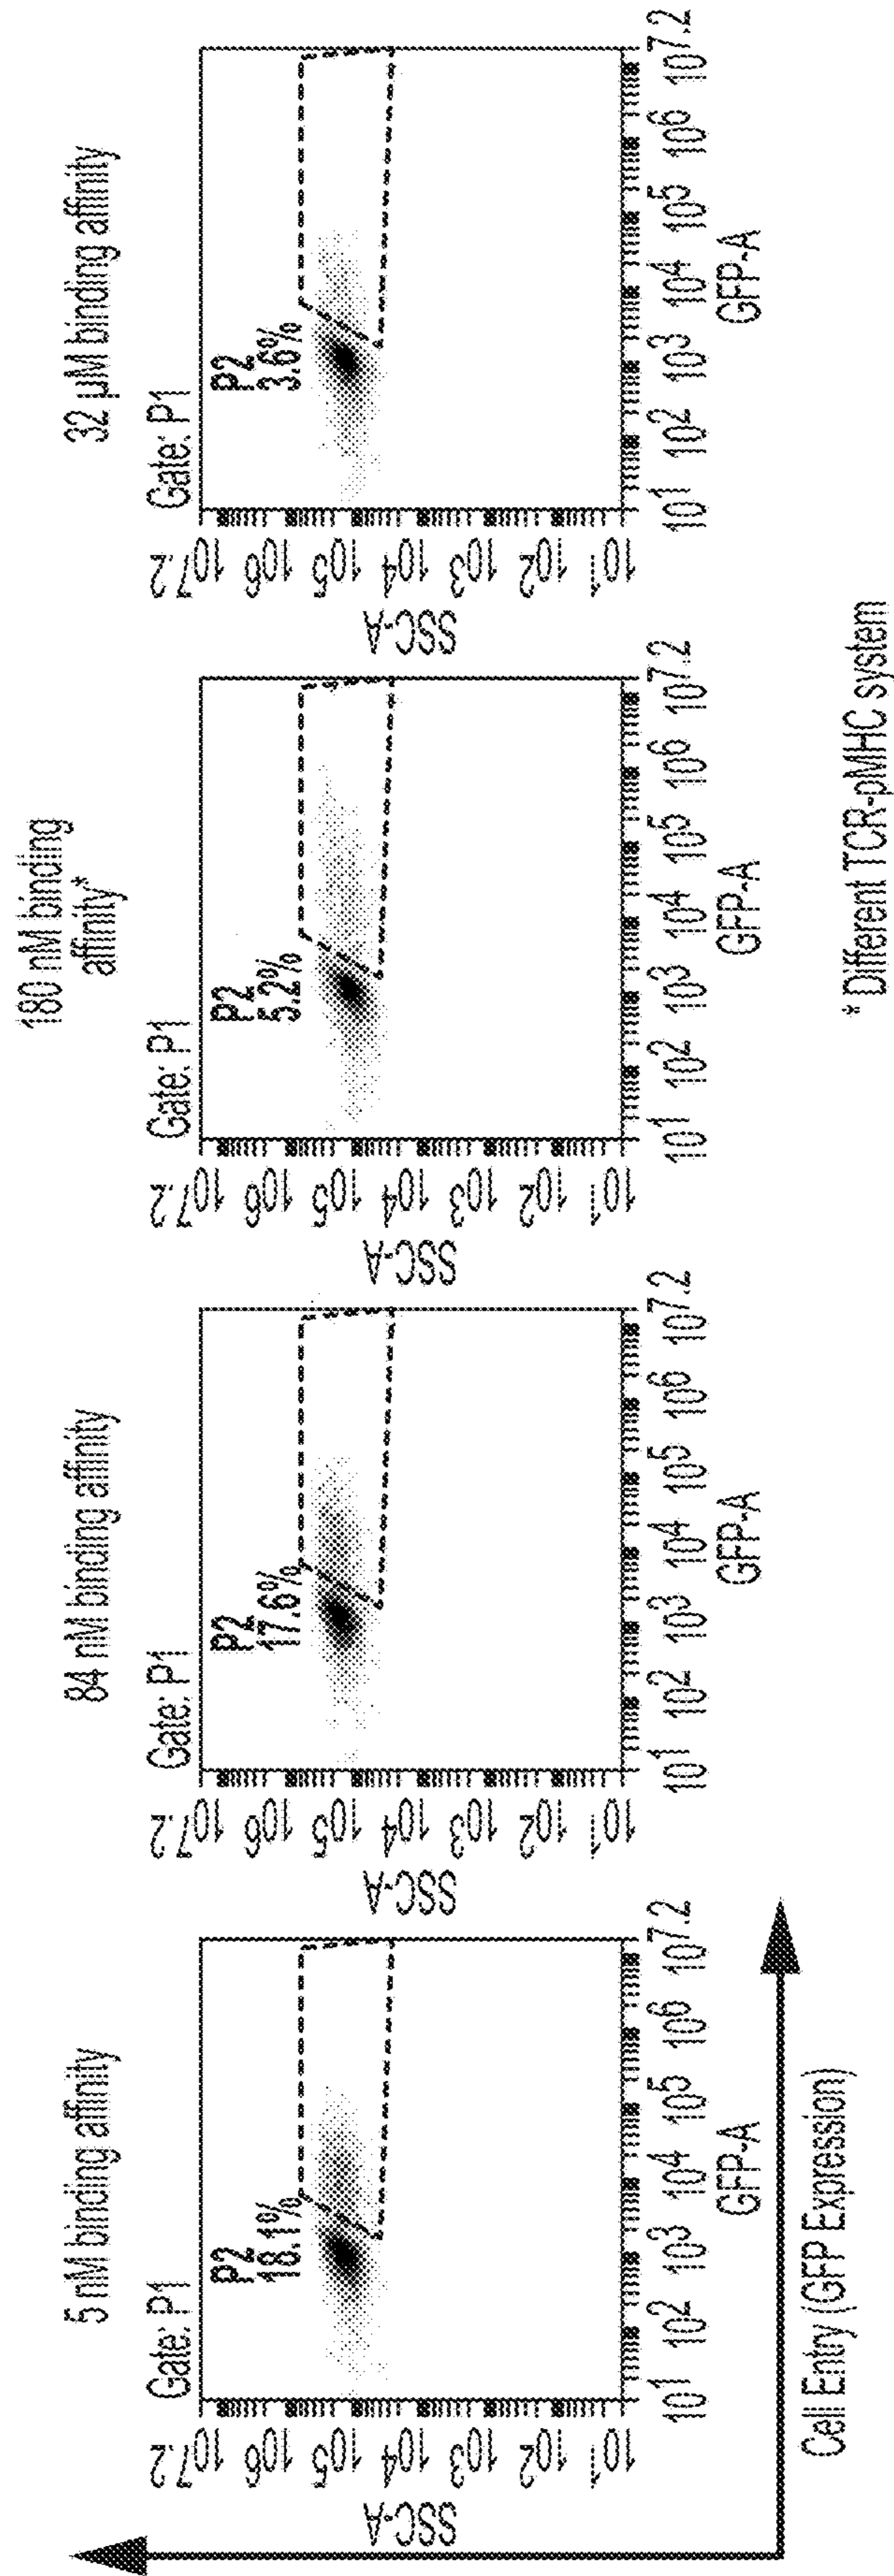 5 nM binding affinity
Gate: P1
P2
18.1%
SSC-A
10^7.2
10^6
10^5
10^4
10^3
10^2
10^1
10^1 10^2 10^3 10^4 10^5 10^6 10^7.2
GFP-A
84 nM binding affinity
Gate: P1
P2
17.6%
SSC-A
10^7.2
10^6
10^5
10^4
10^3
10^2
10^1
10^1 10^2 10^3 10^4 10^5 10^6 10^7.2
GFP-A
180 nM binding
affinity*
Gate: P1
P2
5.2%
SSC-A
10^7.2
10^6
10^5
10^4
10^3
10^2
10^1
10^1 10^2 10^3 10^4 10^5 10^6 10^7.2
GFP-A
32 µM binding affinity
Gate: P1
P2
3.6%
SSC-A
10^7.2
10^6
10^5
10^4
10^3
10^2
10^1
10^1 10^2 10^3 10^4 10^5 10^6 10^7.2
GFP-A
Cell Entry (GFP Expression)
* Different TCR-pMHC system